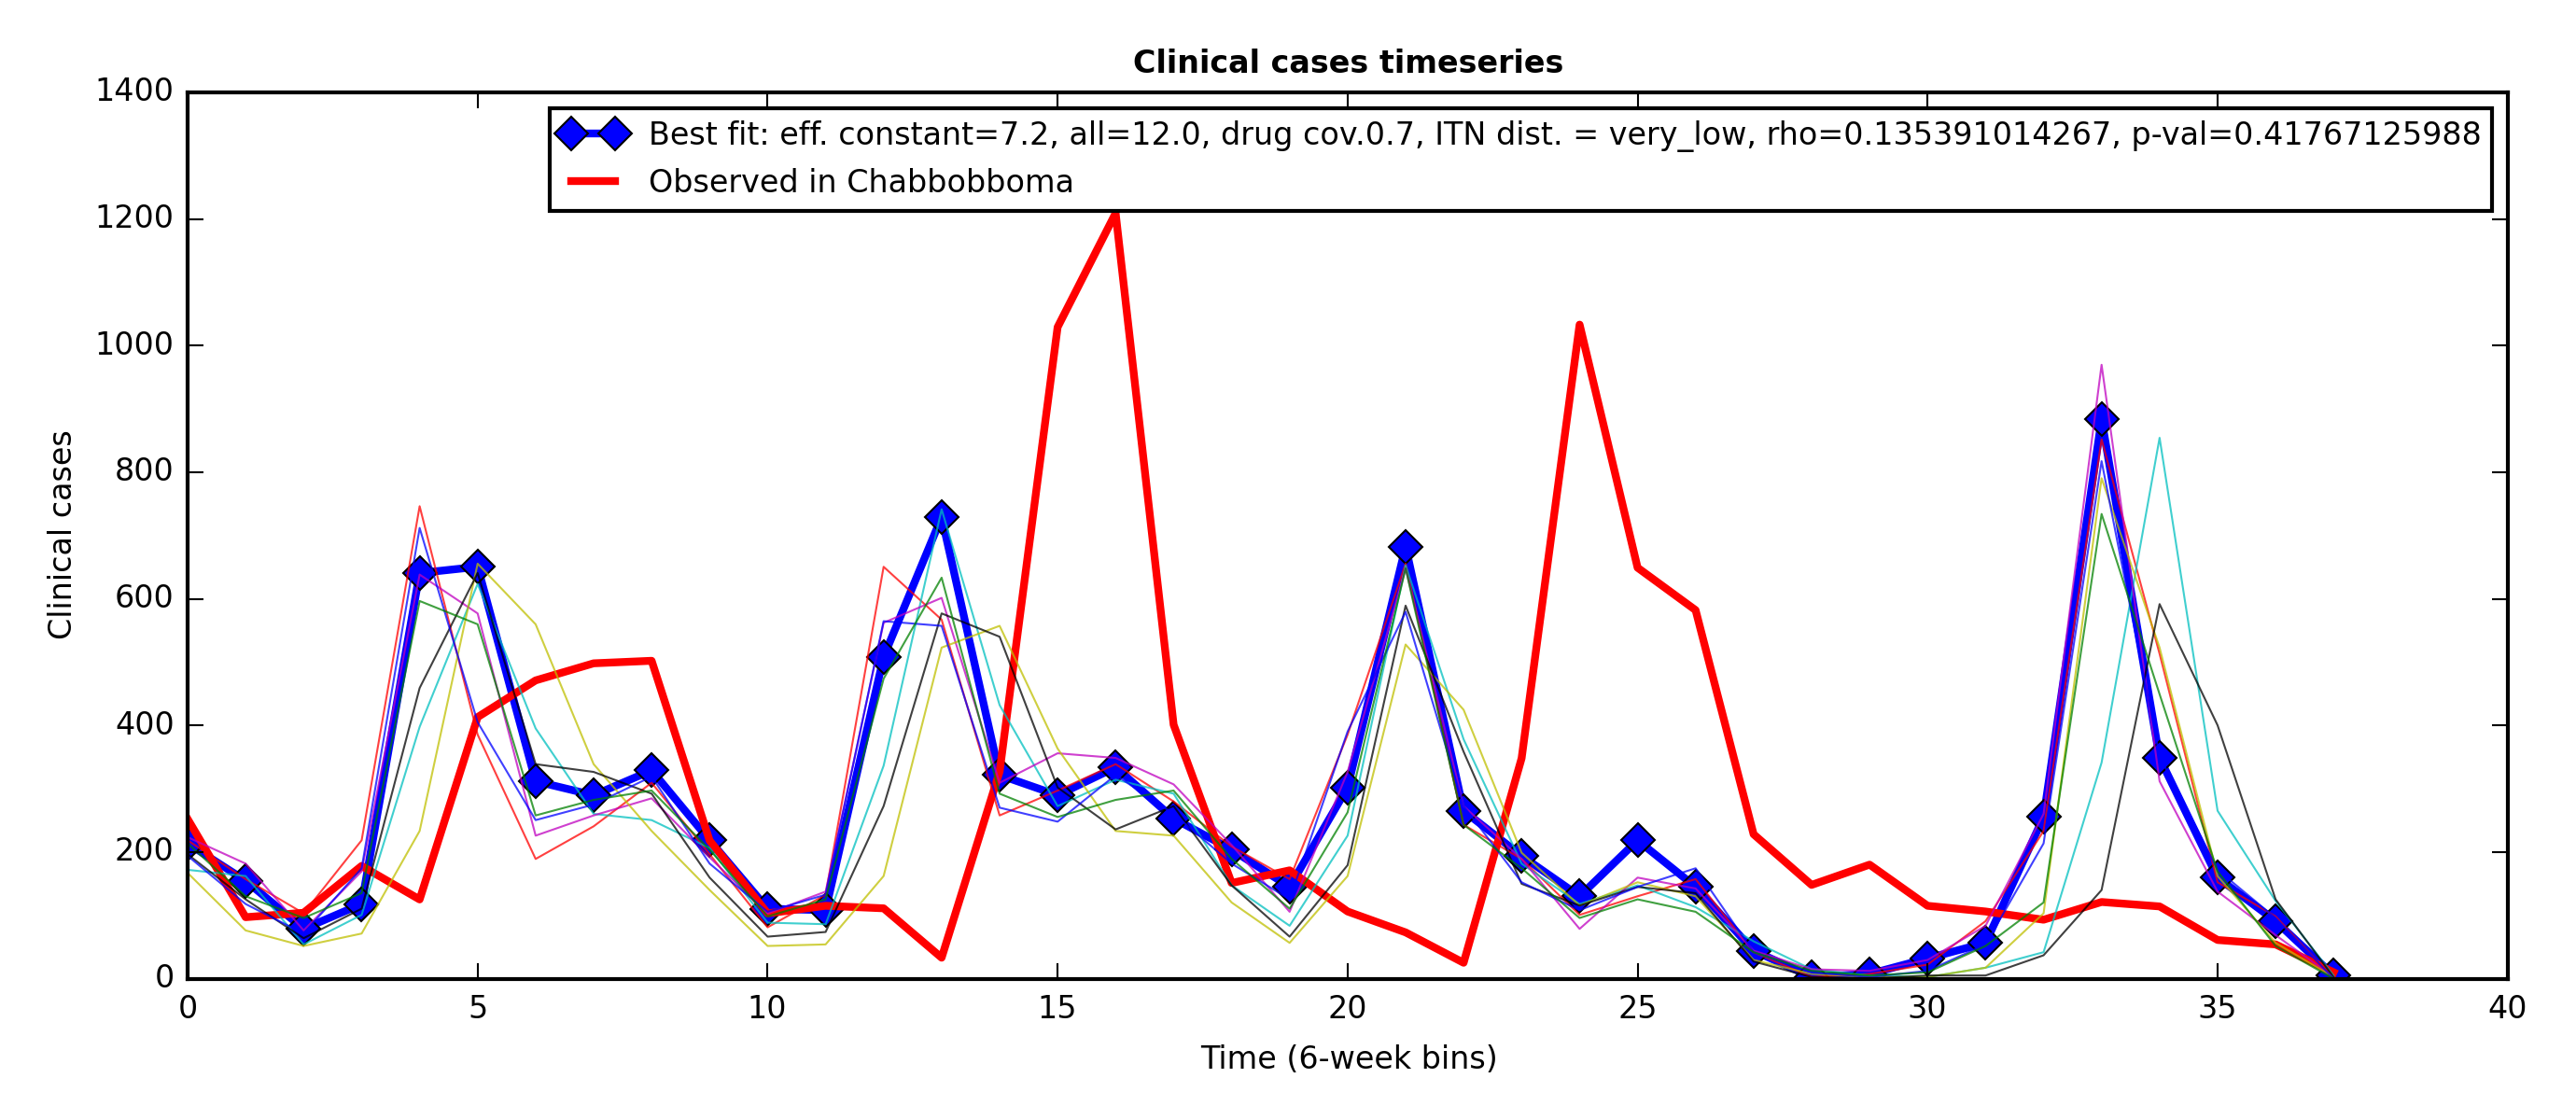 Clinical cases timeseries
1400
1200
1000
800
600
400
200
0
Clinical cases
Best fit: eff. constant=7.2, all=12.0, drug cov.0.7, ITN dist. = very_low, rho=0.135391014267, p-val=0.41767125988
Observed in Chabbobboma
0 5 10 15 20 25 30 35 40
Time (6-week bins)